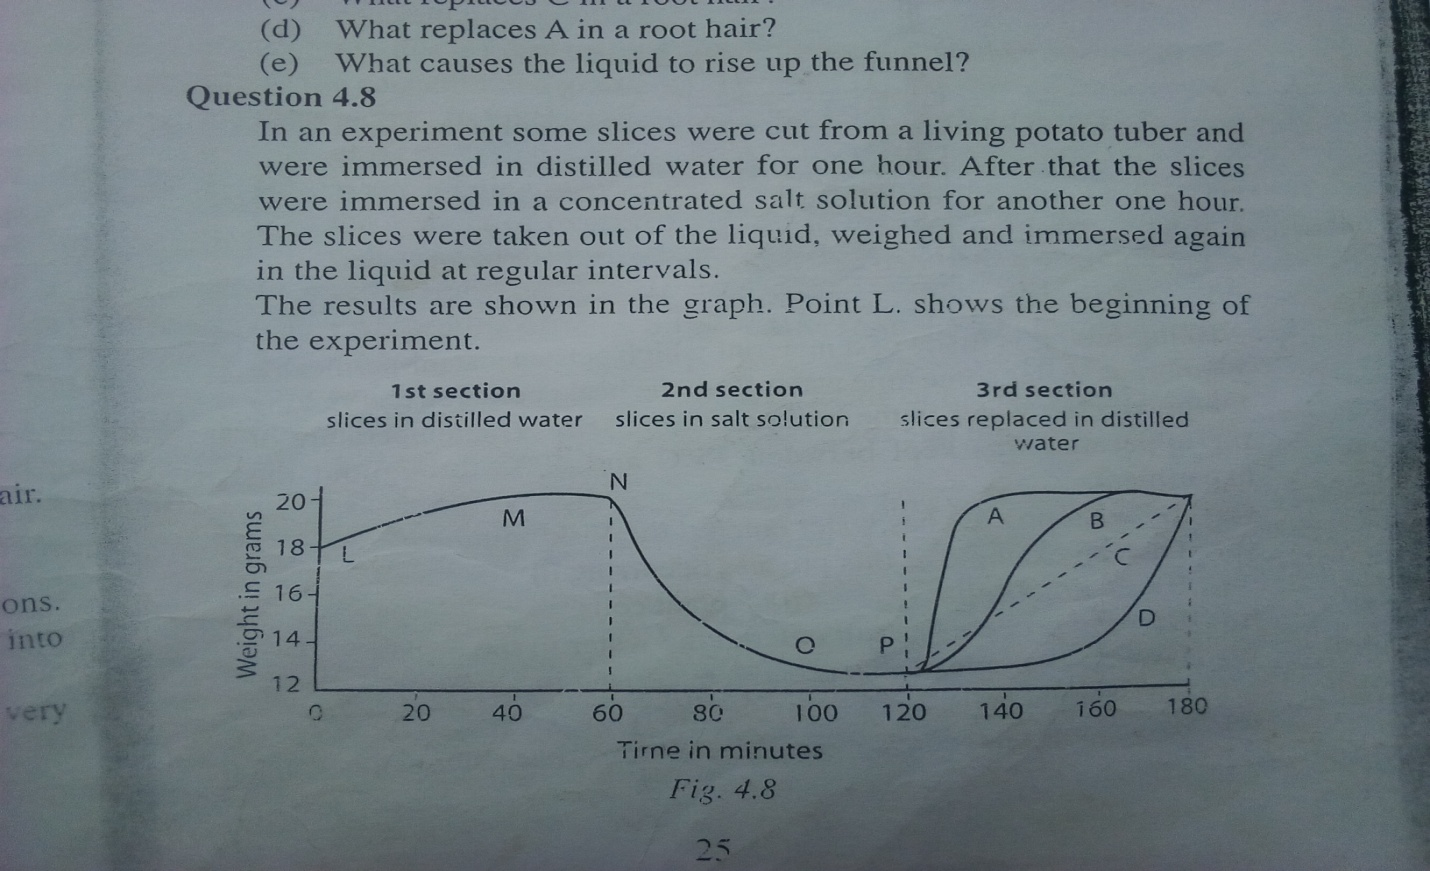 (d) What replaces A in a root hair?
(e) What causes the liquid to rise up the funnel?
Question 4.8
In an experiment some slices were cut from a living potato tuber and
were immersed in distilled water for one hour. After that the slices
were immersed in a concentrated salt solution for another one hour.
The slices were taken out of the liquid, weighed and immersed again
in the liquid at regular intervals.
The results are shown in the graph. Point L. shows the beginning of
the experiment.
1st section 2nd section 3rd section
slices in distilled water slices in salt solution slices replaced in distilled
water
air.
ons.
into
very
Weight in grams
20
18
16
14
12
L
M
N
O
P
A
B
C
D
0 20 40 60 80 100 120 140 160 180
Time in minutes
Fig. 4.8
25